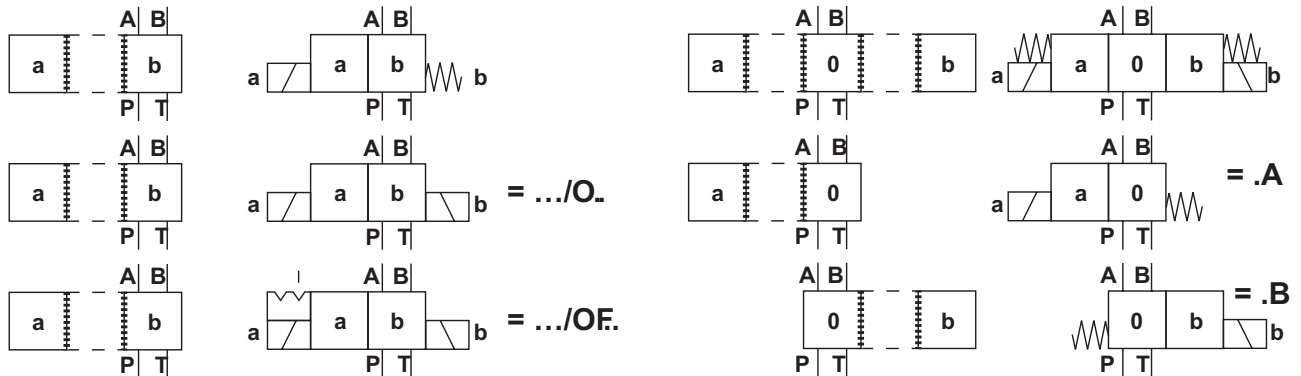 A B A B A B A B
a b a a b b a 0 b a a 0 b b
P T P T P T P T
A B A B A B A B
a b a a b b = .../O.. a 0 a a 0 = .A
P T P T P T P T
A B A B A B A B
a b a a b b = .../OF.. 0 b 0 b b = .B
P T P T P T P T